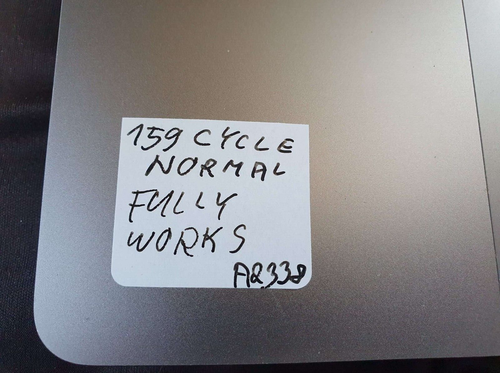 159 CYCLE
NORMAL
FULLY
WORKS
A2338